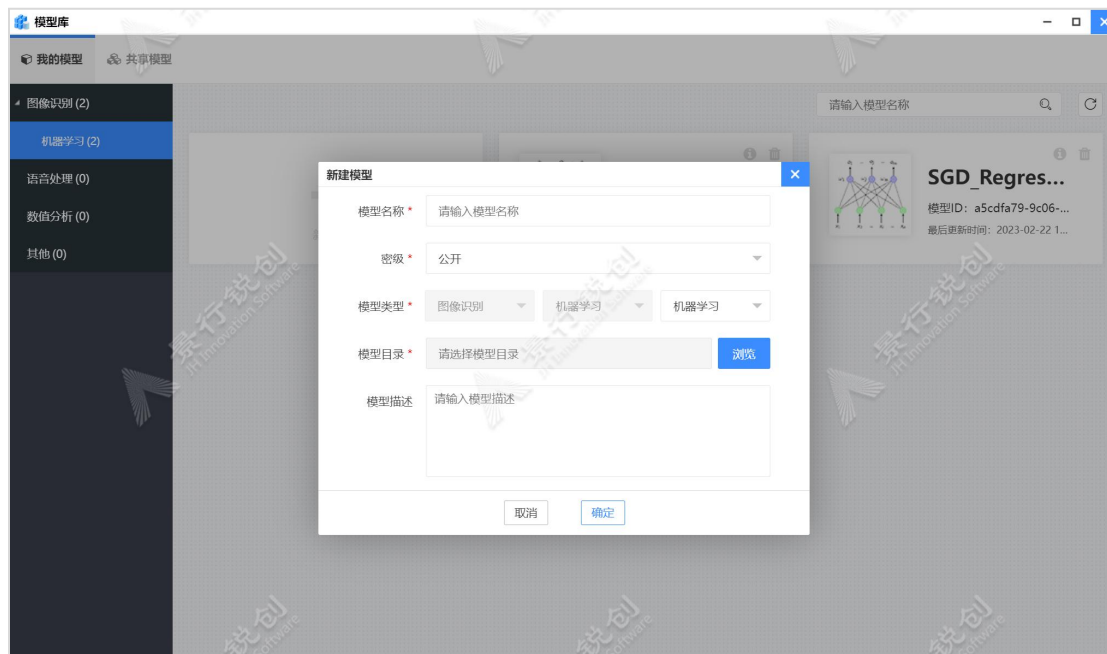 模型库
我的模型 共享模型
图像识别 (2)
请输入模型名称
机器学习 (2)
语音处理 (0)
数值分析 (0)
其他 (0)
SGD_Regres...
模型ID：a5cdfa79-9c06-...
最后更新时间：2023-02-22 1...
新建模型
模型名称 * 请输入模型名称
密级 * 公开
模型类型 * 图像识别 机器学习 机器学习
模型目录 * 请选择模型目录 浏览
模型描述 请输入模型描述
取消 确定
景行锐创
JHInnovation Software